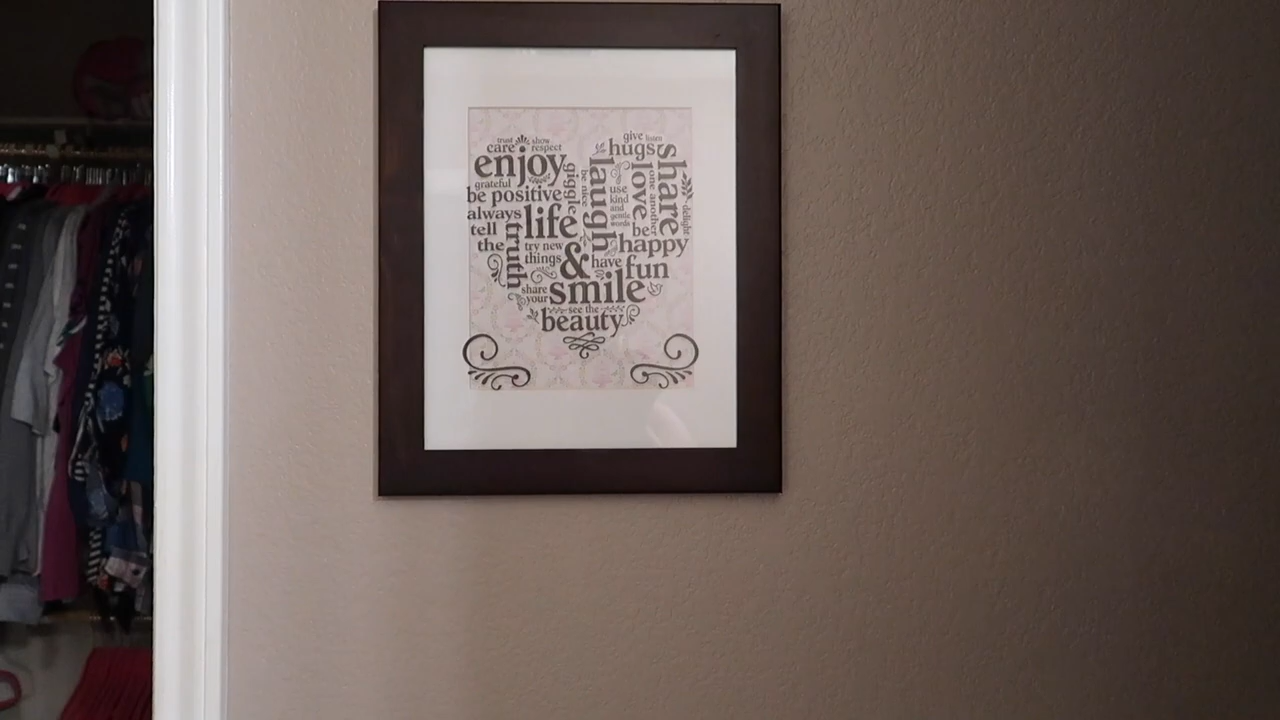 trust show
care respect
enjoy
grateful
be positive
giggle
always
tell
the
truth
life
try new
things
&
laugh
be nice
give listen
hugs
share
love
one another
use
kind
and
gentle
words
delight
be
happy
have fun
share
your
smile
see the
beauty